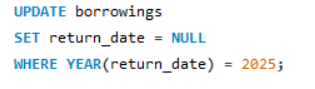 UPDATE borrowings
SET return_date = NULL
WHERE YEAR(return_date) = 2025;